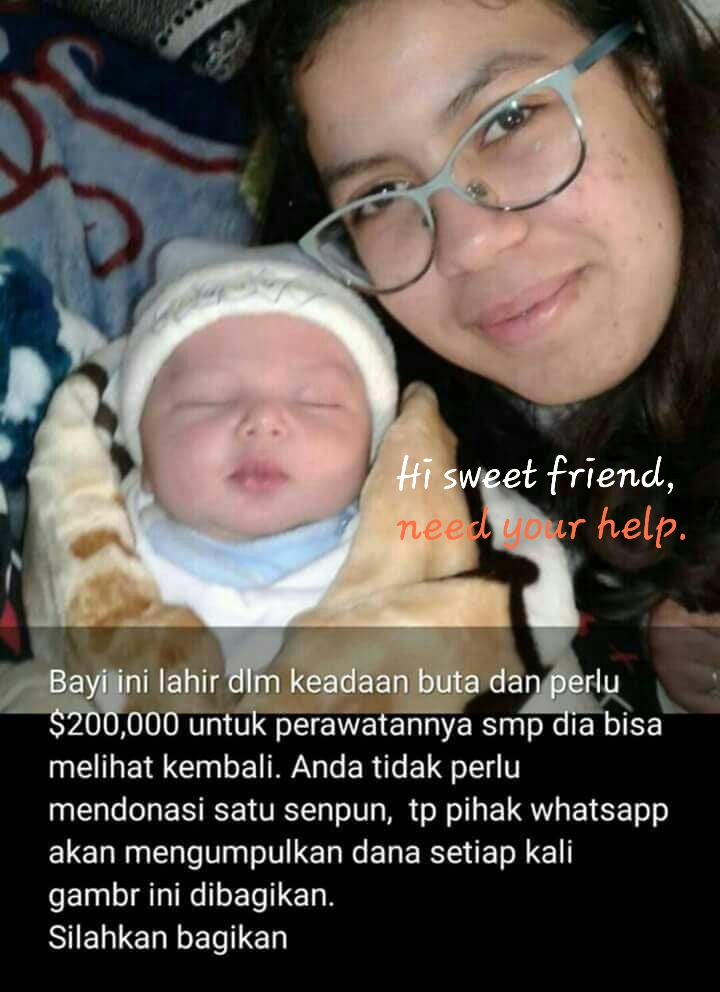 Hi sweet friend,
need your help.
Bayi ini lahir dlm keadaan buta dan perlu
$200,000 untuk perawatannya smp dia bisa
melihat kembali. Anda tidak perlu
mendonasi satu senpun, tp pihak whatsapp
akan mengumpulkan dana setiap kali
gambr ini dibagikan.
Silahkan bagikan